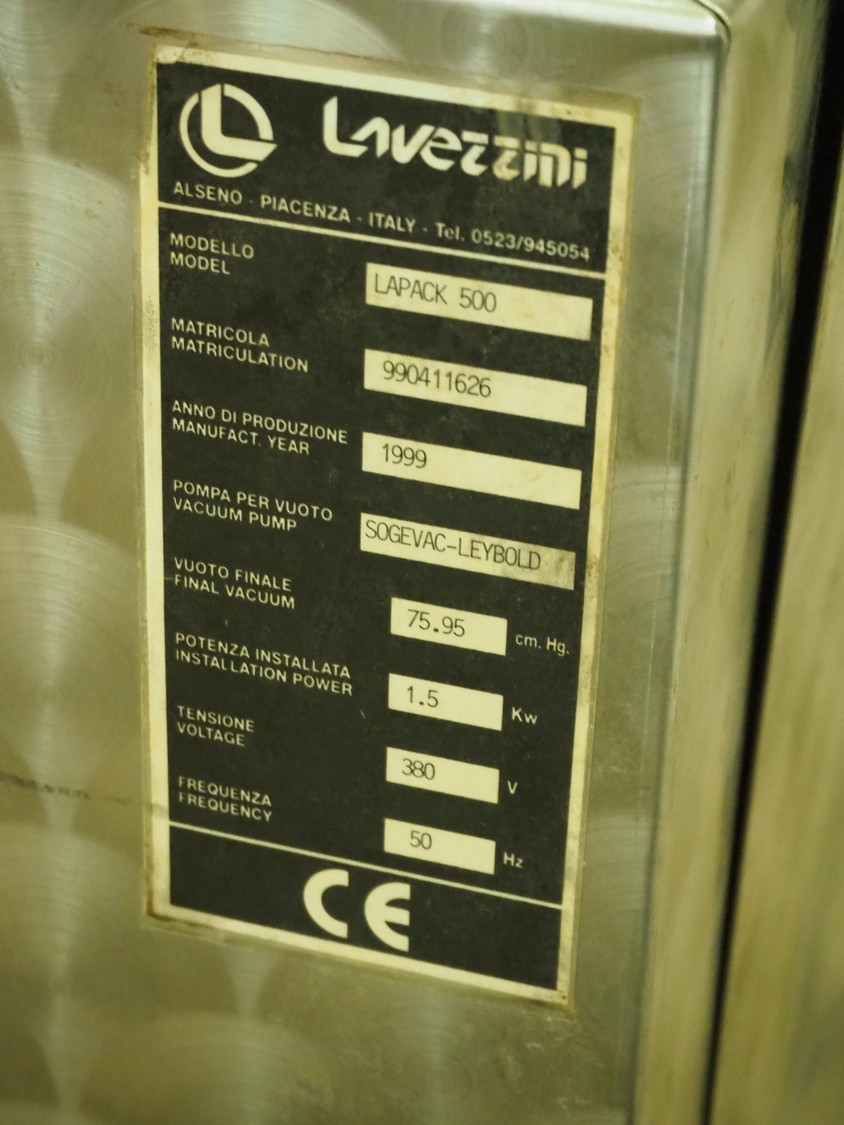 Lavezzini
ALSENO - PIACENZA - ITALY - Tel. 0523/945054
MODELLO
MODEL
LAPACK 500
MATRICOLA
MATRICULATION
990411626
ANNO DI PRODUZIONE
MANUFACT. YEAR
1999
POMPA PER VUOTO
VACUUM PUMP
SOGEVAC-LEYBOLD
VUOTO FINALE
FINAL VACUUM
75.95 cm. Hg.
POTENZA INSTALLATA
INSTALLATION POWER
1.5 Kw
TENSIONE
VOLTAGE
380 V
FREQUENZA
FREQUENCY
50 Hz
CE